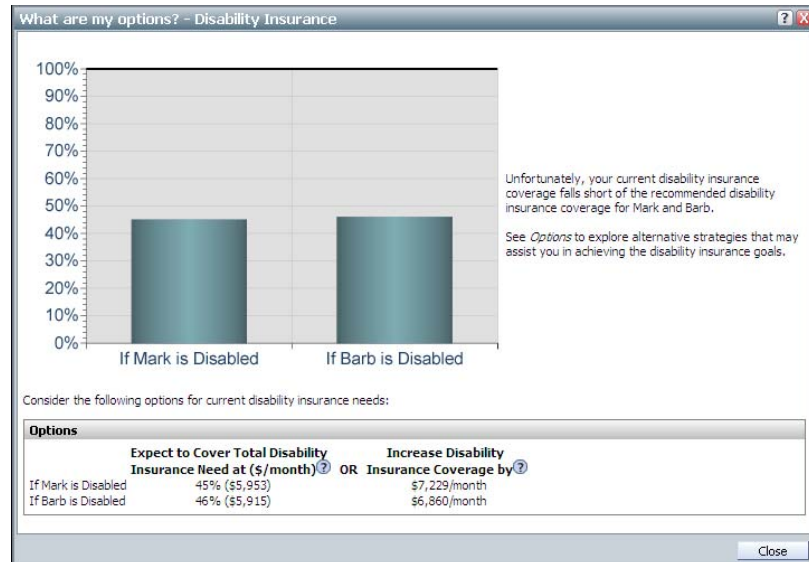 What are my options? - Disability Insurance
? X
100%
90%
80%
70%
60%
50%
40%
30%
20%
10%
0%
If Mark is Disabled
If Barb is Disabled
Unfortunately, your current disability insurance
coverage falls short of the recommended disability
insurance coverage for Mark and Barb.
See Options to explore alternative strategies that may
assist you in achieving the disability insurance goals.
Consider the following options for current disability insurance needs:
Options
Expect to Cover Total Disability Increase Disability
Insurance Need at ($/month) ? OR Insurance Coverage by ?
If Mark is Disabled 45% ($5,953) $7,229/month
If Barb is Disabled 46% ($5,915) $6,860/month
Close